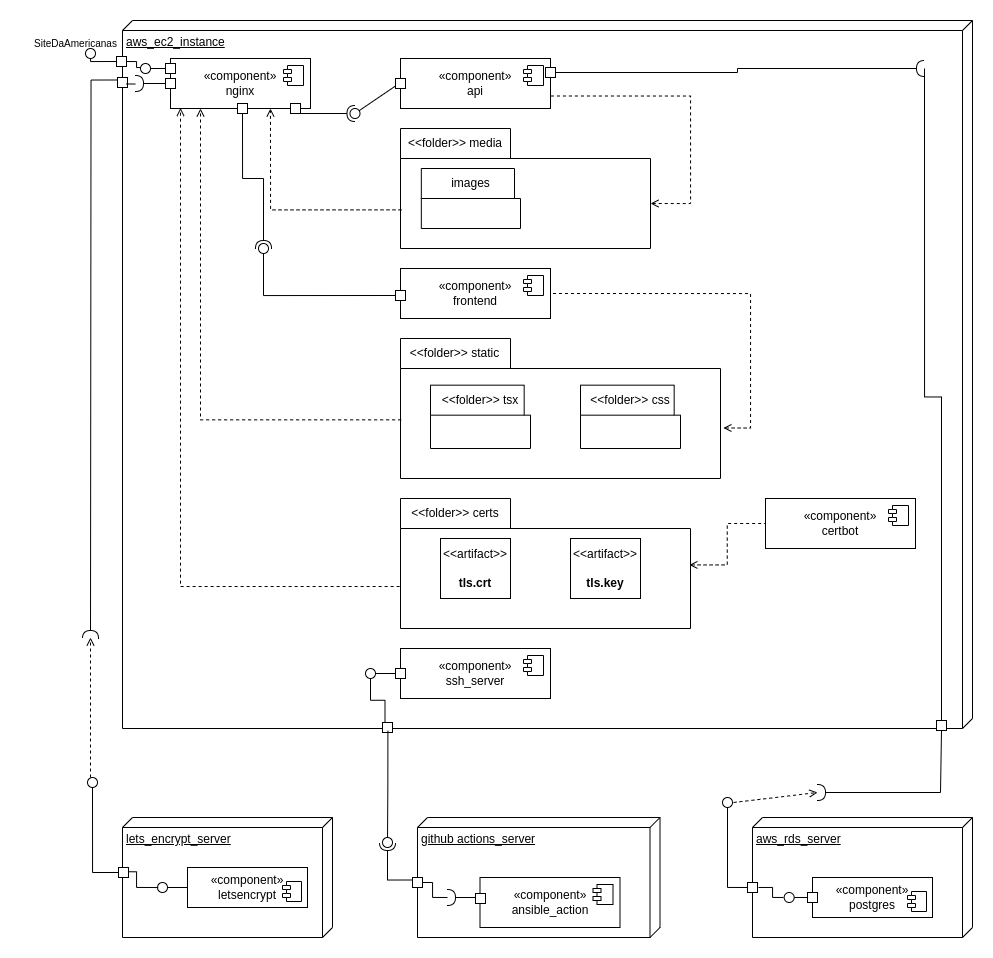 SiteDaAmericanas
aws_ec2_instance
«component»
nginx
«component»
api
<<folder>> media
images
«component»
frontend
<<folder>> static
<<folder>> tsx
<<folder>> css
<<folder>> certs
<<artifact>>
tls.crt
<<artifact>>
tls.key
«component»
certbot
«component»
ssh_server
lets_encrypt_server
«component»
letsencrypt
github actions_server
«component»
ansible_action
aws_rds_server
«component»
postgres